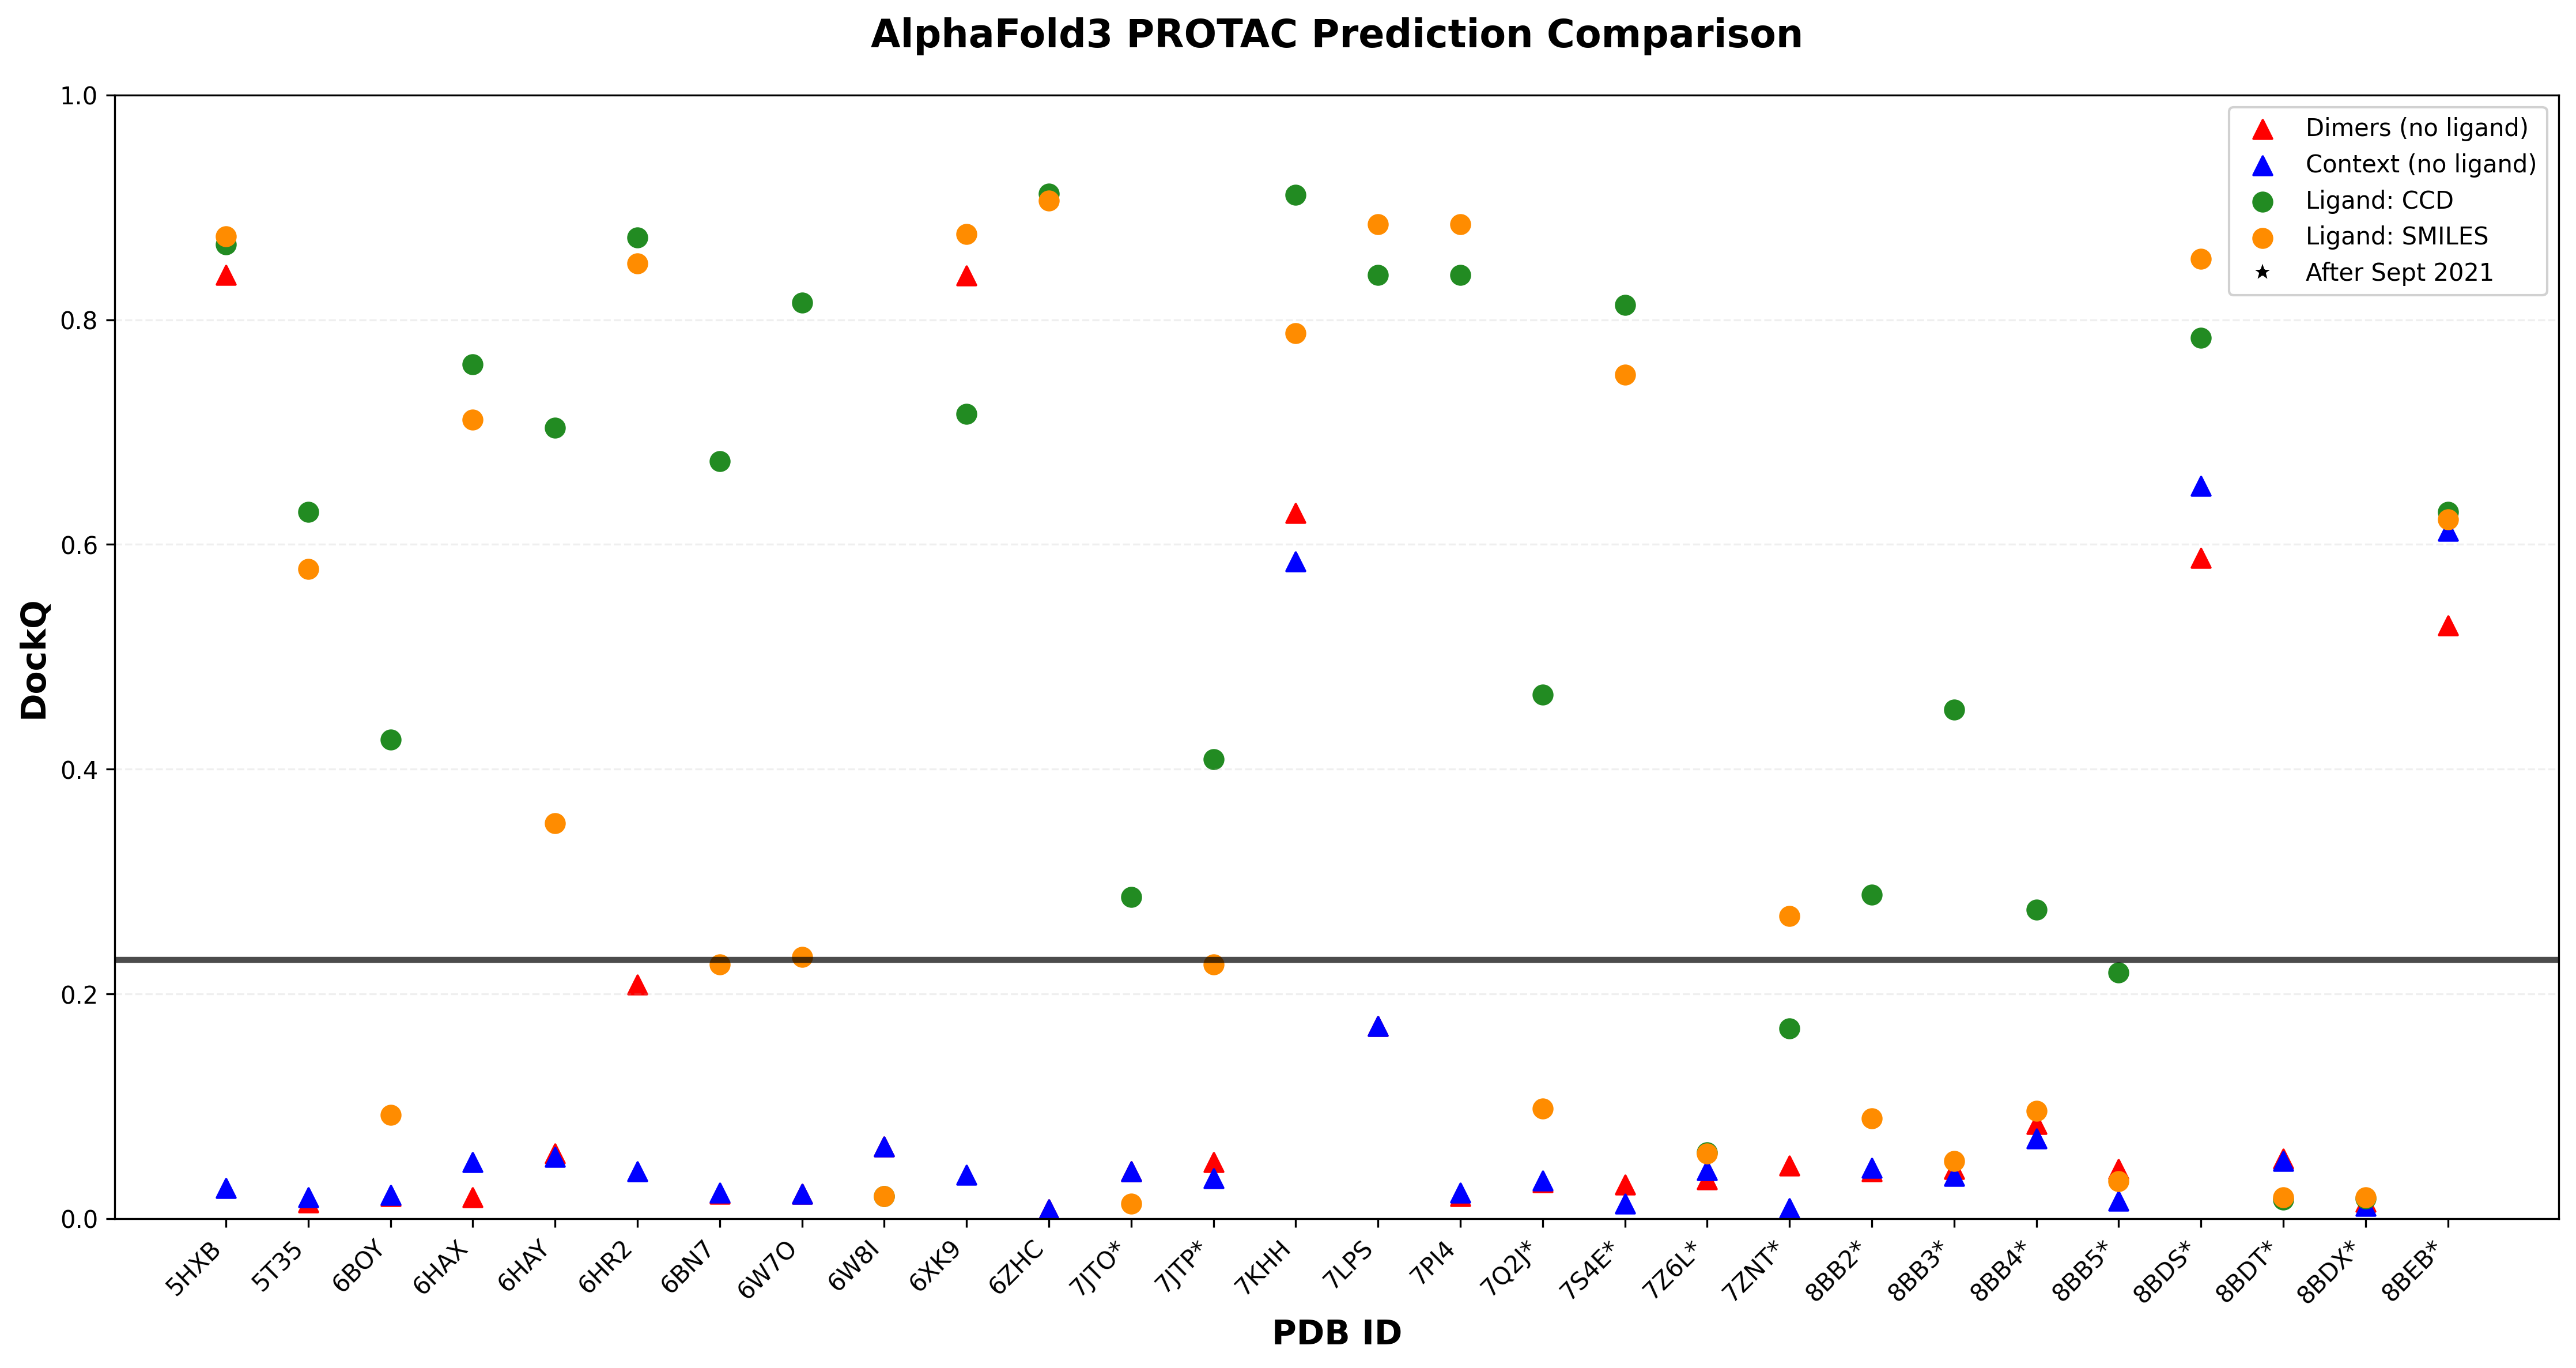 AlphaFold3 PROTAC Prediction Comparison
1.0
0.8
0.6
0.4
0.2
0.0
DockQ
Dimers (no ligand)
Context (no ligand)
Ligand: CCD
Ligand: SMILES
After Sept 2021
5HXB
5T35
6BOY
6HAX
6HAY
6HR2
6BN7
6W7O
6W8I
6XK9
6ZHC
7JTO*
7JTP*
7KHH
7LPS
7PI4
7Q2J*
7S4E*
7Z6L*
7ZNT*
8BB2*
8BB3*
8BB4*
8BB5*
8BDS*
8BDT*
8BDX*
8BEB*
PDB ID